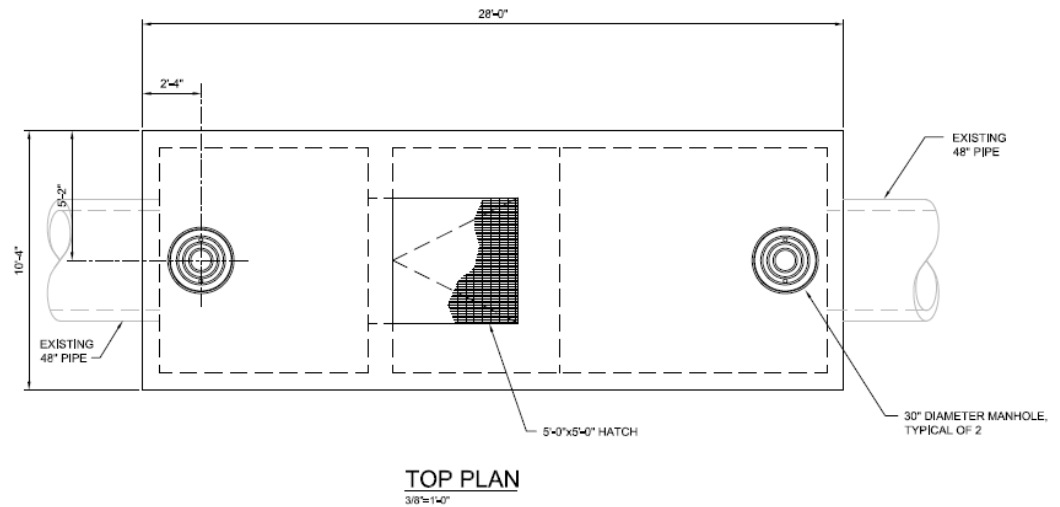 28'-0"
2'-4"
5'-2"
10'-4"
EXISTING
48" PIPE
EXISTING
48" PIPE
5'-0"x5'-0" HATCH
30" DIAMETER MANHOLE,
TYPICAL OF 2
TOP PLAN
3/8"=1'-0"